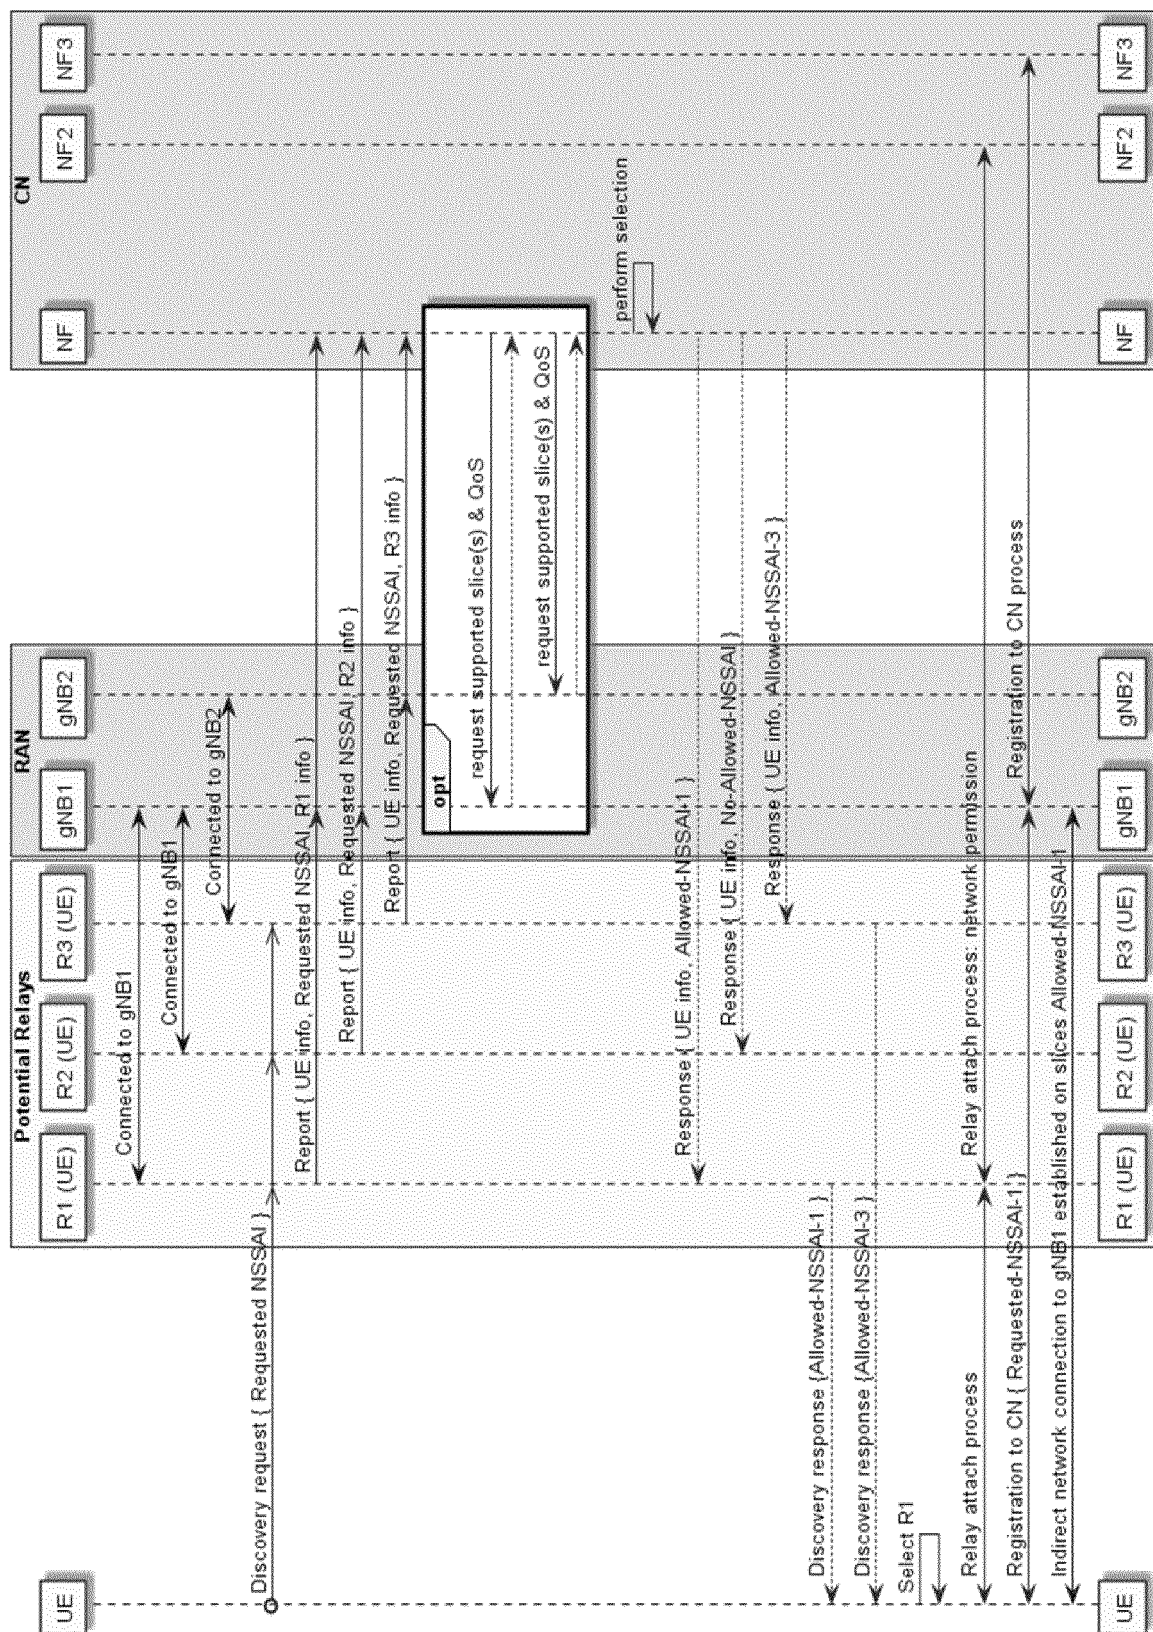 Potential Relays
RAN
CN
UE
R1 (UE)
R2 (UE)
R3 (UE)
gNB1
gNB2
NF
NF2
NF3
Connected to gNB1
Connected to gNB1
Connected to gNB2
Discovery request { Requested NSSAI }
Report { UE info, Requested NSSAI, R1 info }
Report { UE info, Requested NSSAI, R2 info }
Report { UE info, Requested NSSAI, R3 info }
opt
request supported slice(s) & QoS
request supported slice(s) & QoS
perform selection
Response { UE info, Allowed-NSSAI-1 }
Response { UE info, No-Allowed-NSSAI }
Response { UE info, Allowed-NSSAI-3 }
Discovery response {Allowed-NSSAI-1 }
Discovery response {Allowed-NSSAI-3 }
Select R1
Relay attach process
Relay attach process: network permission
Registration to CN { Requested-NSSAI-1 }
Registration to CN process
Indirect network connection to gNB1 established on slices Allowed-NSSAI-1
UE
R1 (UE)
R2 (UE)
R3 (UE)
gNB1
gNB2
NF
NF2
NF3